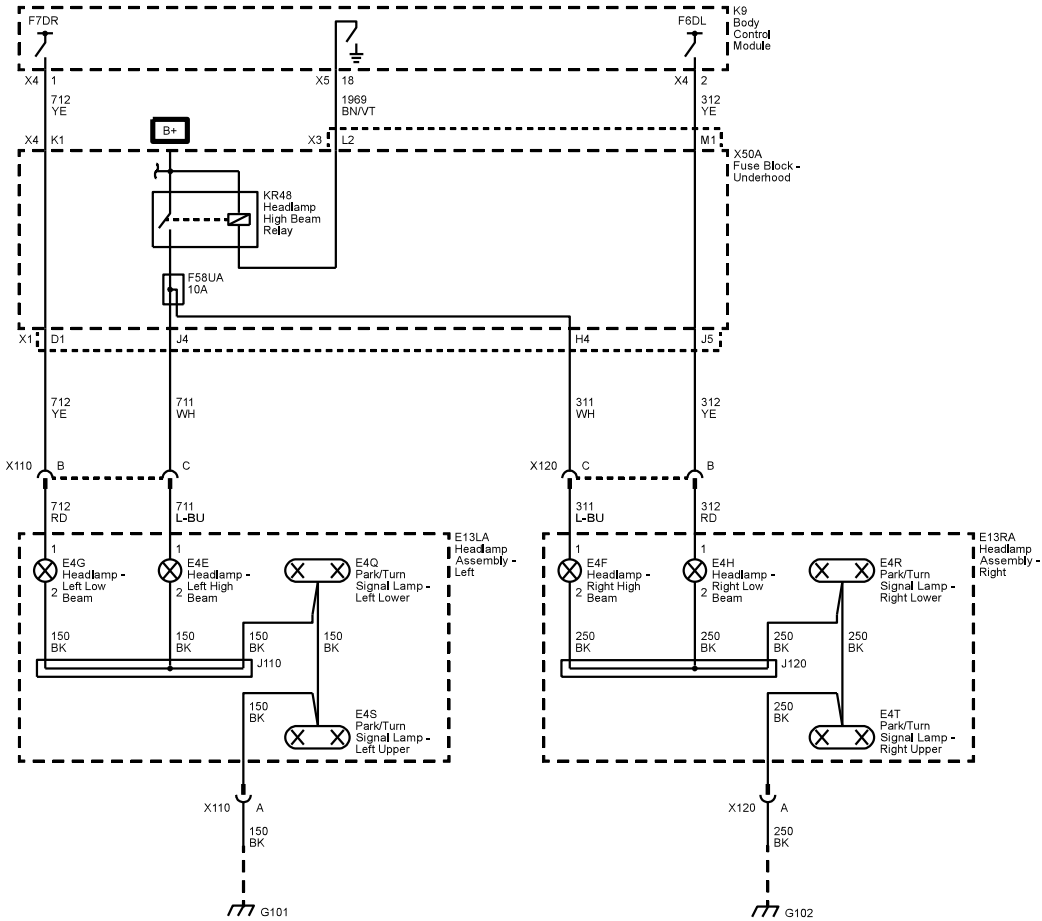 F7DR
F6DL
K9
Body
Control
Module
X4 1
X5 18
X4 2
712
YE
1969
BN/VT
312
YE
B+
X4 K1
X3 L2
M1
X50A
Fuse Block -
Underhood
KR48
Headlamp
High Beam
Relay
F58UA
10A
X1 D1
J4
H4
J5
712
YE
711
WH
311
WH
312
YE
X110 B
C
X120 C
B
712
RD
711
L-BU
311
L-BU
312
RD
E13LA
Headlamp
Assembly -
Left
E13RA
Headlamp
Assembly -
Right
1
E4G
Headlamp -
Left Low
Beam
2
1
E4E
Headlamp -
Left High
Beam
2
E4Q
Park/Turn
Signal Lamp -
Left Lower
1
E4F
Headlamp -
Right High
Beam
2
1
E4H
Headlamp -
Right Low
Beam
2
E4R
Park/Turn
Signal Lamp -
Right Lower
150
BK
150
BK
150
BK
150
BK
250
BK
250
BK
250
BK
250
BK
J110
J120
150
BK
E4S
Park/Turn
Signal Lamp -
Left Upper
250
BK
E4T
Park/Turn
Signal Lamp -
Right Upper
X110 A
X120 A
150
BK
250
BK
G101
G102